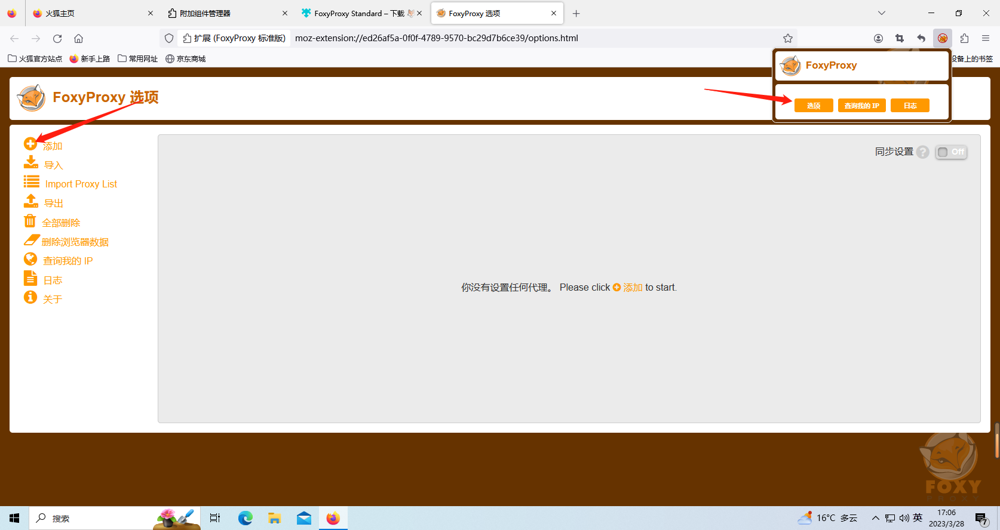 火狐主页
附加组件管理器
FoxyProxy Standard – 下载
FoxyProxy 选项
扩展 (FoxyProxy 标准版)
moz-extension://ed26af5a-0f0f-4789-9570-bc29d7b6ce39/options.html
火狐官方站点
新手上路
常用网址
京东商城
设备上的书签
FoxyProxy
选项
查询我的 IP
日志
FoxyProxy 选项
添加
导入
Import Proxy List
导出
全部删除
删除浏览器数据
查询我的 IP
日志
关于
同步设置
?
Off
你没有设置任何代理。 Please click 添加 to start.
FOXY
PROXY
搜索
16°C 多云
英
17:06
2023/3/28
7